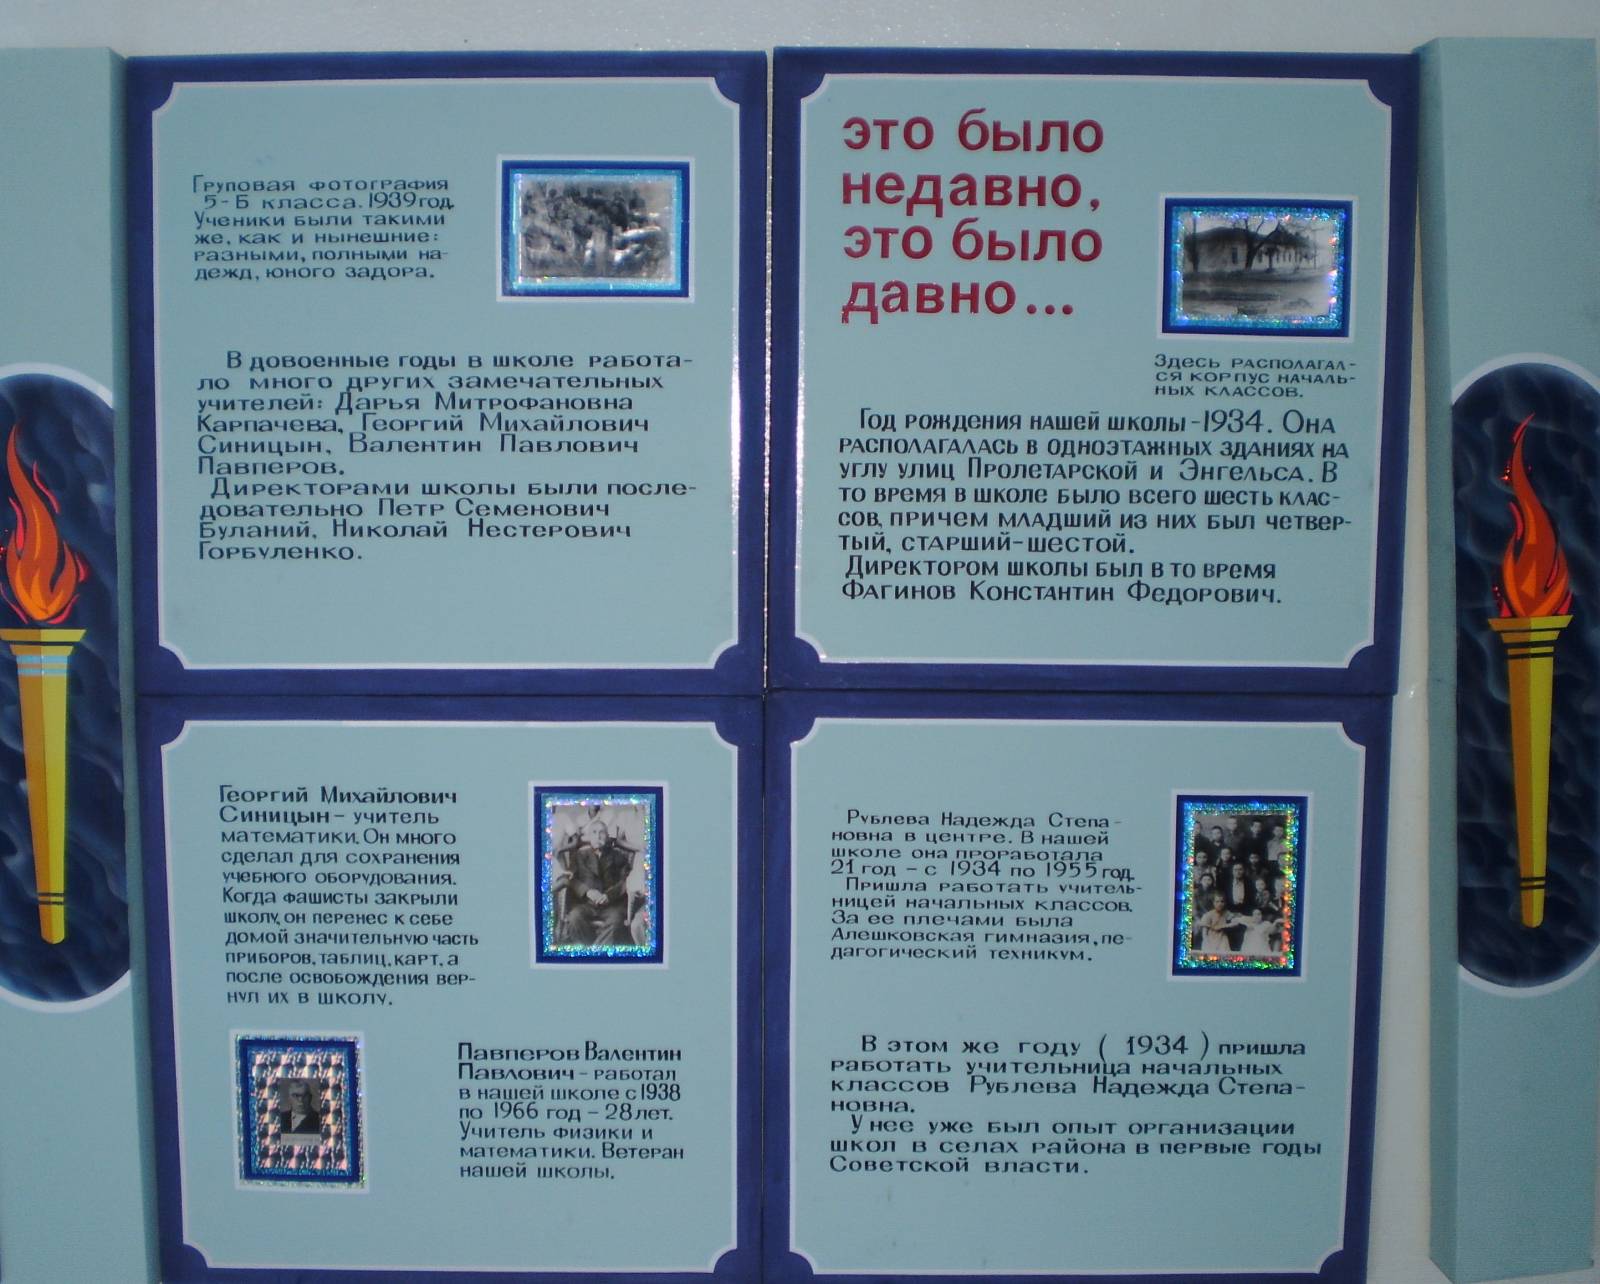 Груповая фотография
5-Б класса. 1939 год.
Ученики были такими
же, как и нынешние:
разными, полными на-
дежд, юного задора.
В довоенные годы в школе работа-
ло много других замечательных
учителей: Дарья Митрофановна
Карпачева, Георгий Михайлович
Синицын, Валентин Павлович
Павперов.
Директорами школы были после-
довательно Петр Семенович
Буланий, Николай Нестерович
Горбуленко.
это было
недавно,
это было
давно...
Здесь располагал-
ся корпус началь-
ных классов.
Год рождения нашей школы -1934. Она
располагалась в одноэтажных зданиях на
углу улиц Пролетарской и Энгельса. В
то время в школе было всего шесть клас-
сов, причем младший из них был четвер-
тый, старший-шестой.
Директором школы был в то время
Фагинов Константин Федорович.
Георгий Михайлович
Синицын – учитель
математики. Он много
сделал для сохранения
учебного оборудования.
Когда фашисты закрыли
школу, он перенес к себе
домой значительную часть
приборов, таблиц, карт, а
после освобождения вер-
нул их в школу.
Павперов Валентин
Павлович – работал
в нашей школе с 1938
по 1966 год – 28 лет.
Учитель физики и
математики. Ветеран
нашей школы.
Рублева Надежда Степа-
новна в центре. В нашей
школе она проработала
21 год – с 1934 по 1955 год.
Пришла работать учитель-
ницей начальных классов.
За ее плечами была
Алешковская гимназия, пе-
дагогический техникум.
В этом же году ( 1934 ) пришла
работать учительница начальных
классов Рублева Надежда Степа-
новна.
У нее уже был опыт организации
школ в селах района в первые годы
Советской власти.